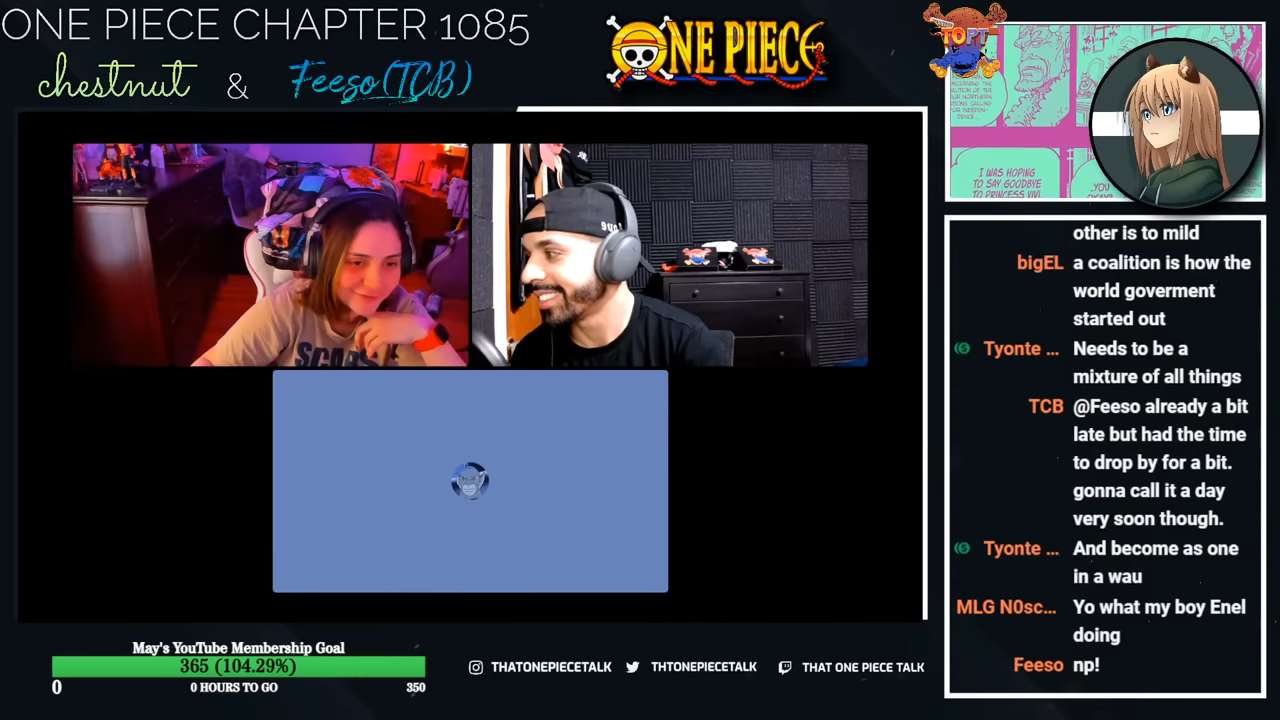 ONE PIECE CHAPTER 1085
chestnut & Feeso(TCB)
ONE PIECE
TOPT
I WAS HOPING
TO SAY GOODBYE
TO PRINCESS VIVI
...YOU
other is to mild
bigEL a coalition is how the
world goverment
started out
Tyonte ... Needs to be a
mixture of all things
TCB @Feeso already a bit
late but had the time
to drop by for a bit.
gonna call it a day
very soon though.
Tyonte ... And become as one
in a wau
MLG N0sc... Yo what my boy Enel
doing
Feeso np!
May's YouTube Membership Goal
365 (104.29%)
0 0 HOURS TO GO 350
THATONEPIECETALK THTONEPIECETALK THAT ONE PIECE TALK